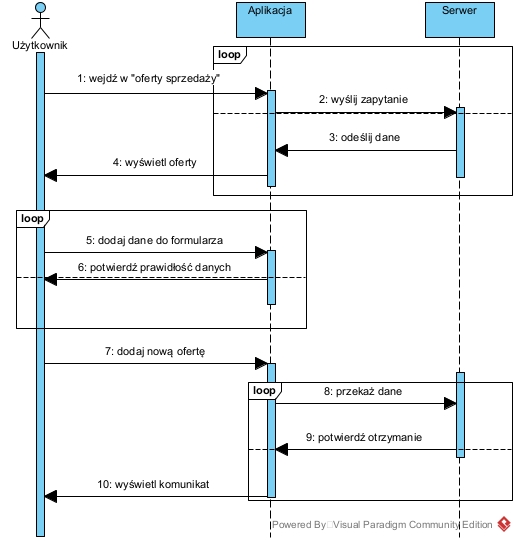 Aplikacja
Serwer
Użytkownik
loop
1: wejdź w "oferty sprzedaży"
2: wyślij zapytanie
3: odeślij dane
4: wyświetl oferty
loop
5: dodaj dane do formularza
6: potwierdź prawidłość danych
7: dodaj nową ofertę
loop
8: przekaż dane
9: potwierdź otrzymanie
10: wyświetl komunikat
Powered By Visual Paradigm Community Edition